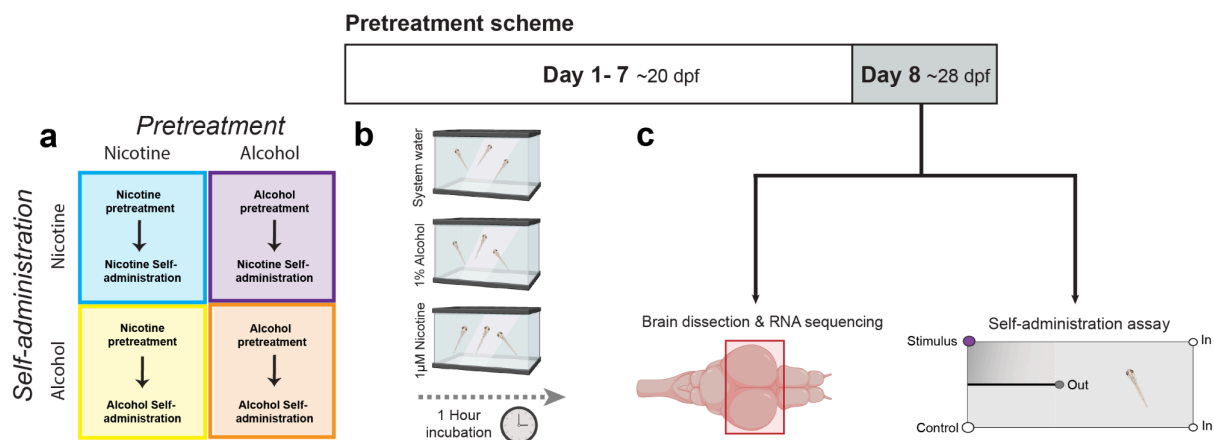 Pretreatment scheme
Day 1- 7 ~20 dpf
Day 8 ~28 dpf
a
Pretreatment
Nicotine
Alcohol
Self-administration
Nicotine
Alcohol
Nicotine
pretreatment
Nicotine Self-
administration
Alcohol
pretreatment
Nicotine Self-
administration
Nicotine
pretreatment
Alcohol Self-
administration
Alcohol
pretreatment
Alcohol Self-
administration
b
System water
1% Alcohol
1µM Nicotine
1 Hour
incubation
c
Brain dissection & RNA sequencing
Self-administration assay
Stimulus
In
Out
Control
In